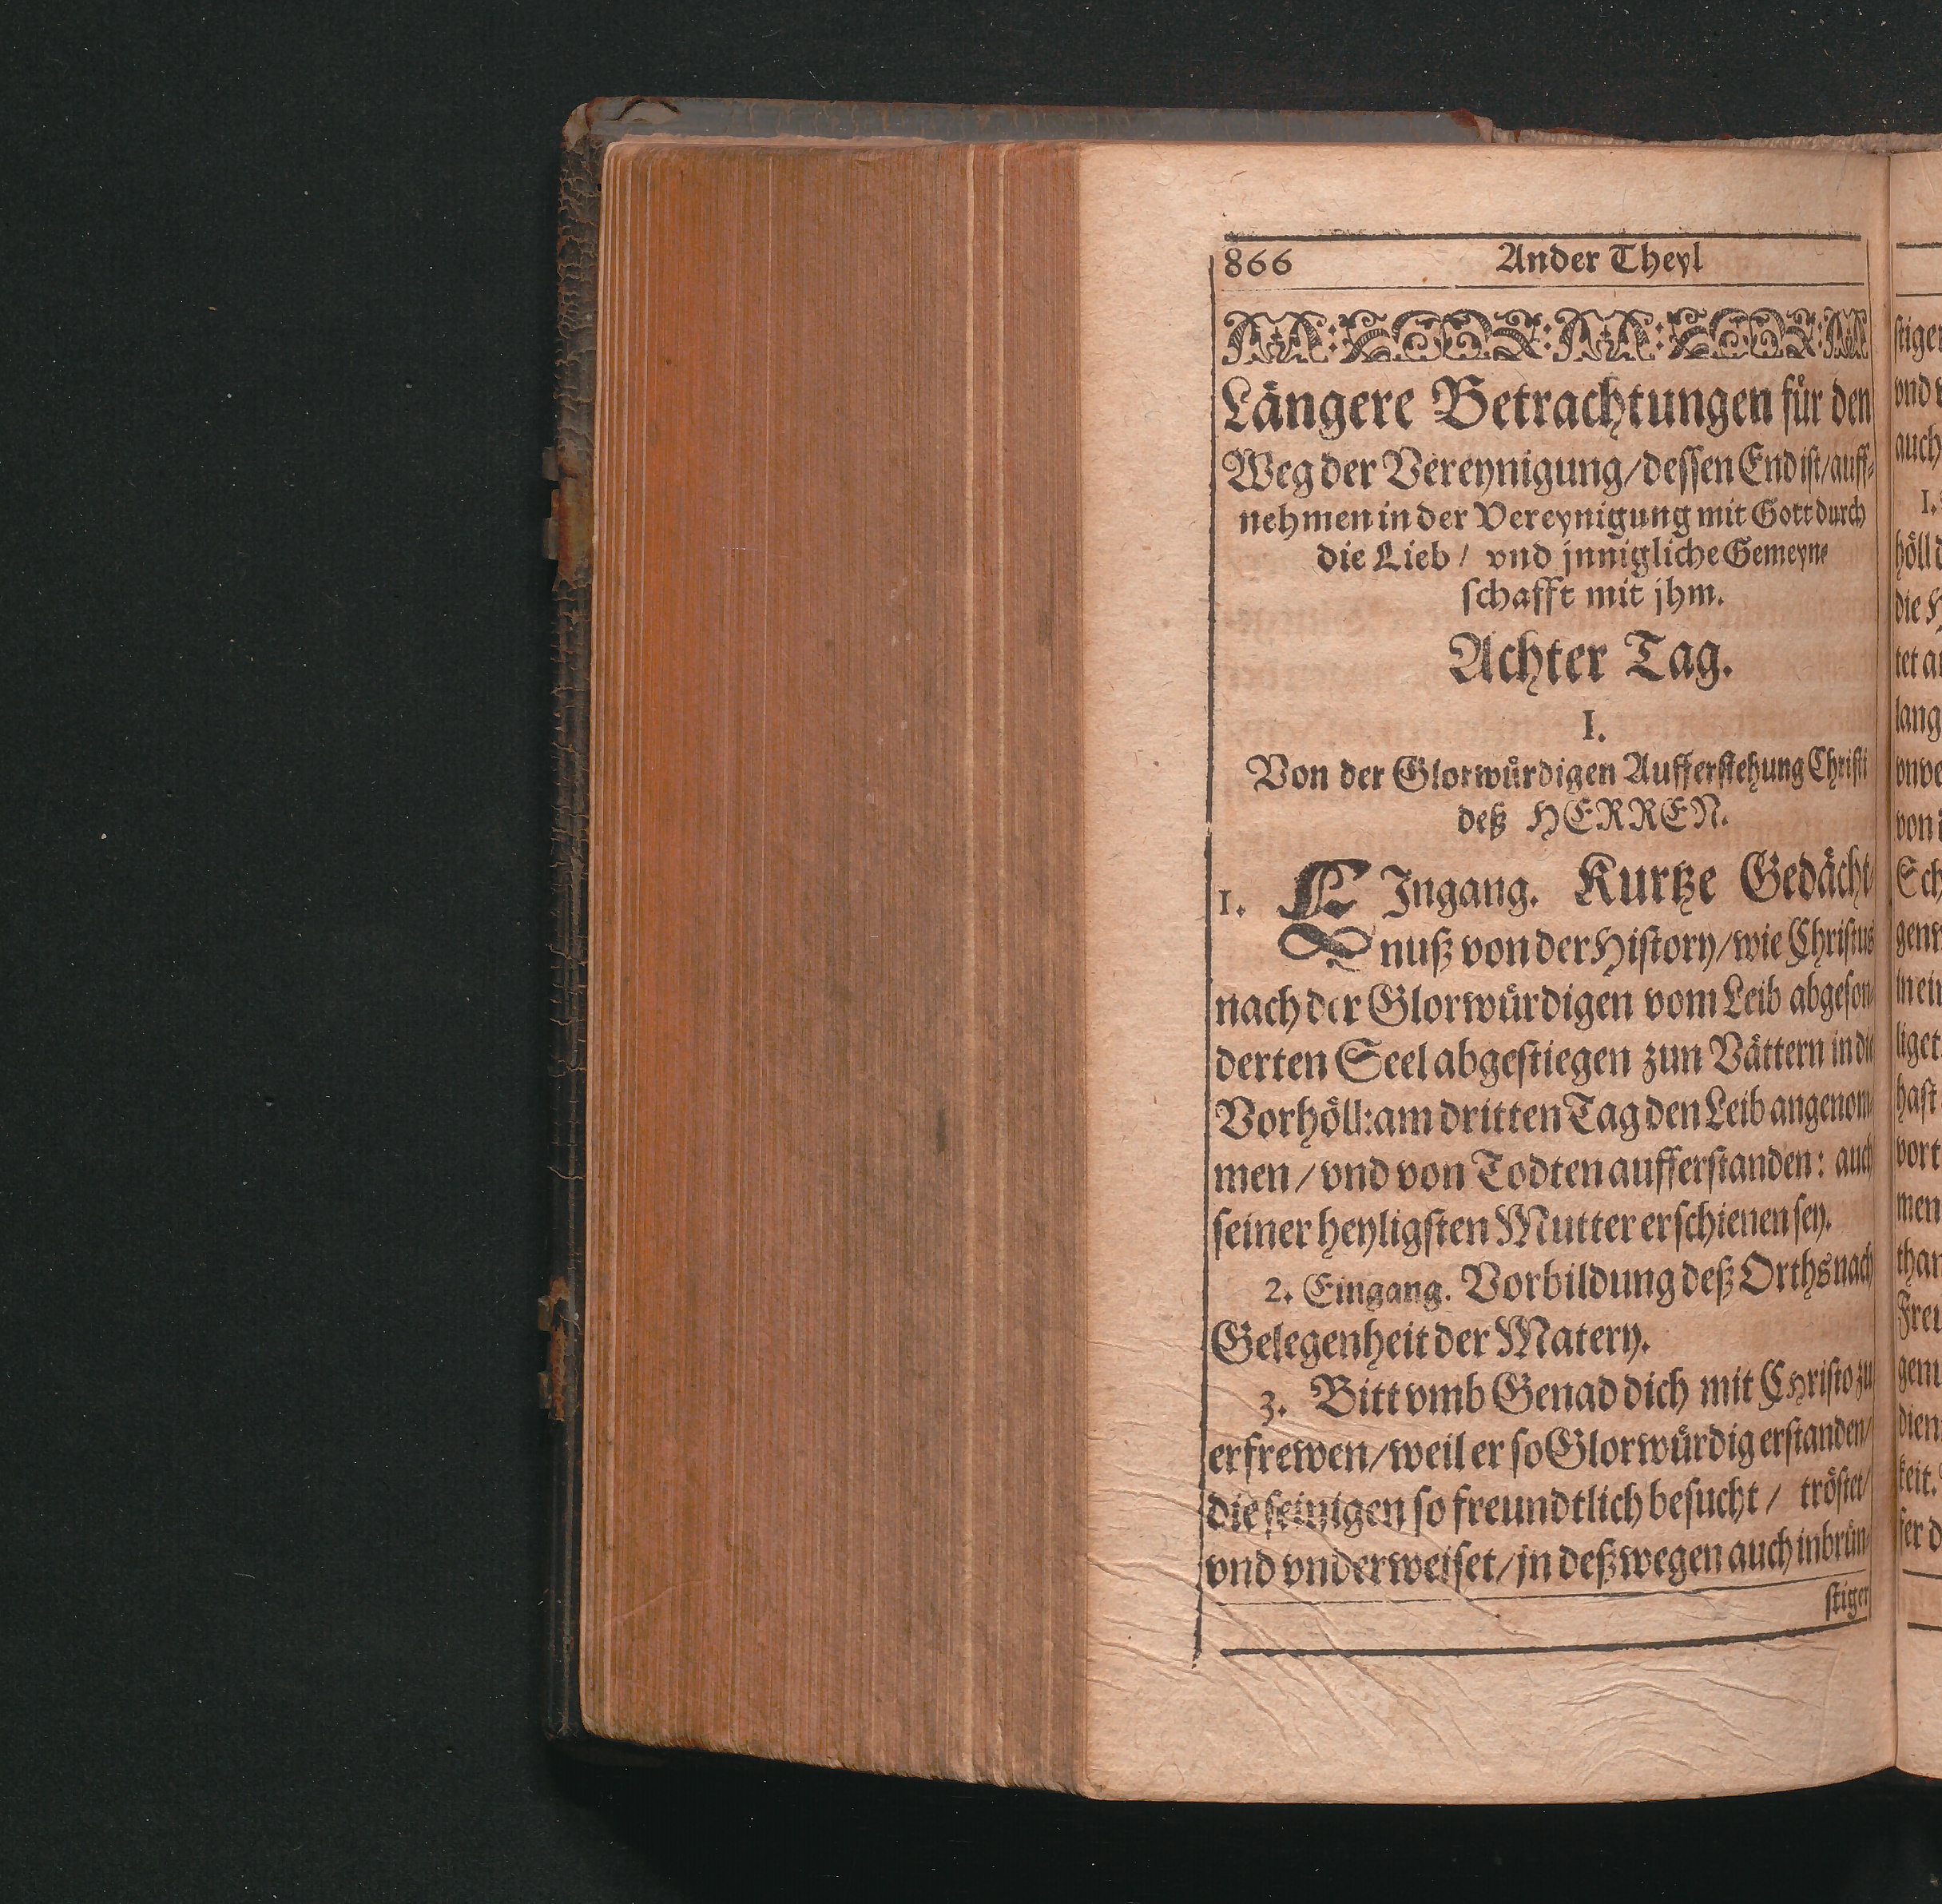 866 Ander Theyl
Längere Betrachtungen für den
Weg der Vereynigung/dessen End ist/auff-
nehmen in der Vereynigung mit Gott durch
die Lieb / vnd jnnigliche Gemeyn-
schafft mit jhm.
Achter Tag.
I.
Von der Glorwürdigen Aufferstehung Christi
deß HERREN.
1. EJngang. Kurtze Gedächt-
nuß von der History/wie Christus
nach der Glorwürdigen vom Leib abgeson-
derten Seel abgestiegen zun Vättern in die
Vorhöll: am dritten Tag den Leib angenom-
men/vnd von Todten aufferstanden: auch
seiner heyligsten Mutter erschienen sey.
2. Eingang. Vorbildung deß Orths nach
Gelegenheit der Matery.
3. Bitt vmb Genad dich mit Christo zu
erfrewen/weil er so Glorwürdig erstanden/
die seinigen so freundtlich besucht / tröstet/
vnd vnderweiset/jn deßwegen auch inbrün-
stiger